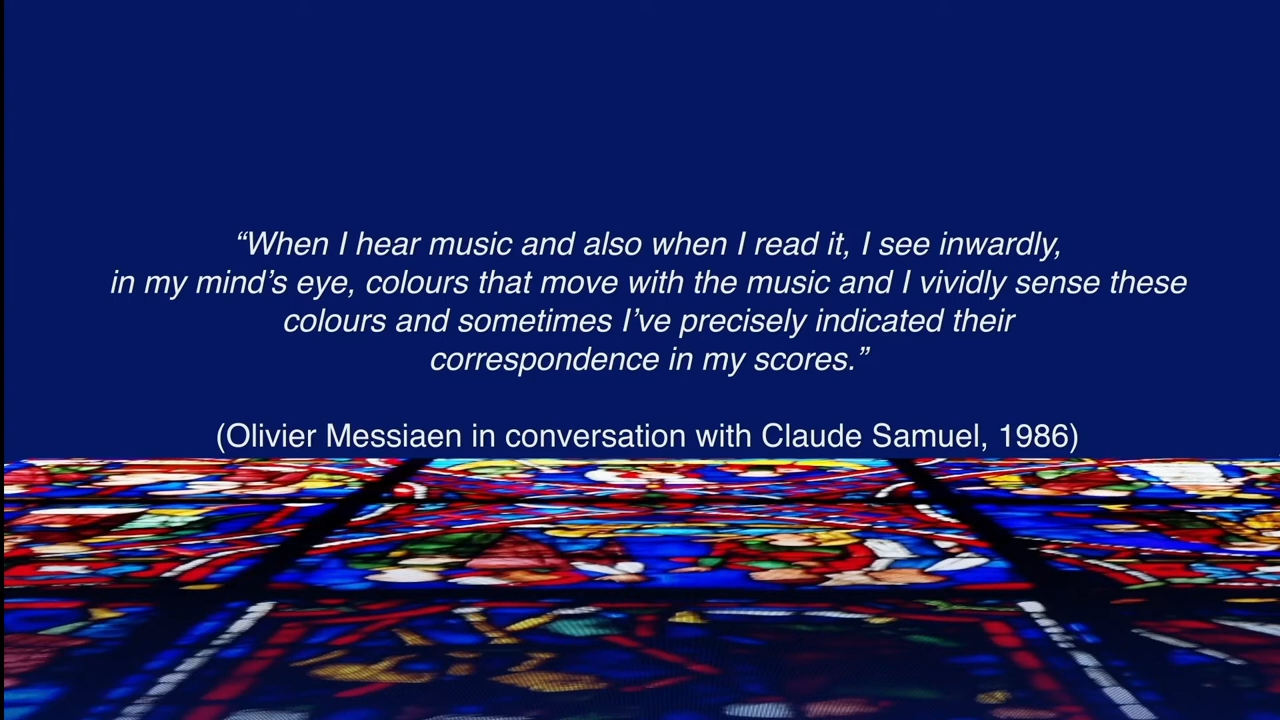 “When I hear music and also when I read it, I see inwardly,
in my mind’s eye, colours that move with the music and I vividly sense these
colours and sometimes I’ve precisely indicated their
correspondence in my scores.”
(Olivier Messiaen in conversation with Claude Samuel, 1986)